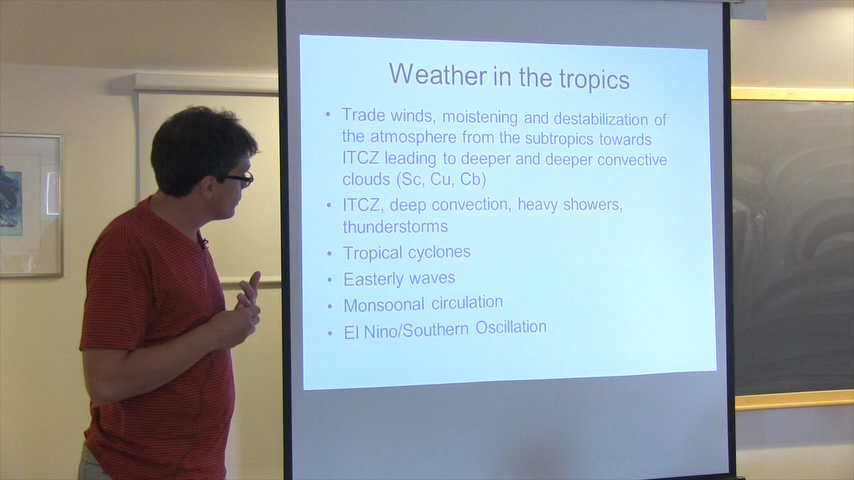 Weather in the tropics
• Trade winds, moistening and destabilization of
the atmosphere from the subtropics towards
ITCZ leading to deeper and deeper convective
clouds (Sc, Cu, Cb)
• ITCZ, deep convection, heavy showers,
thunderstorms
• Tropical cyclones
• Easterly waves
• Monsoonal circulation
• El Nino/Southern Oscillation